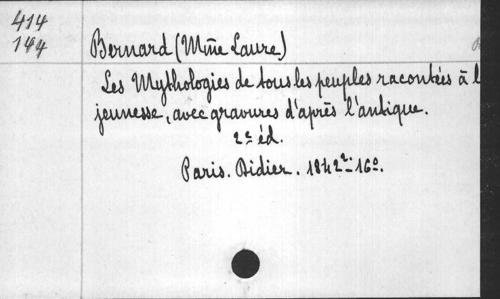 414
144
Bernard (Mme Laure)
Les Mythologies de tous les peuples racontées à l
jeunesse, avec gravures d'après l'antique.
2e éd.
Paris. Didier. 1842 - 16o.